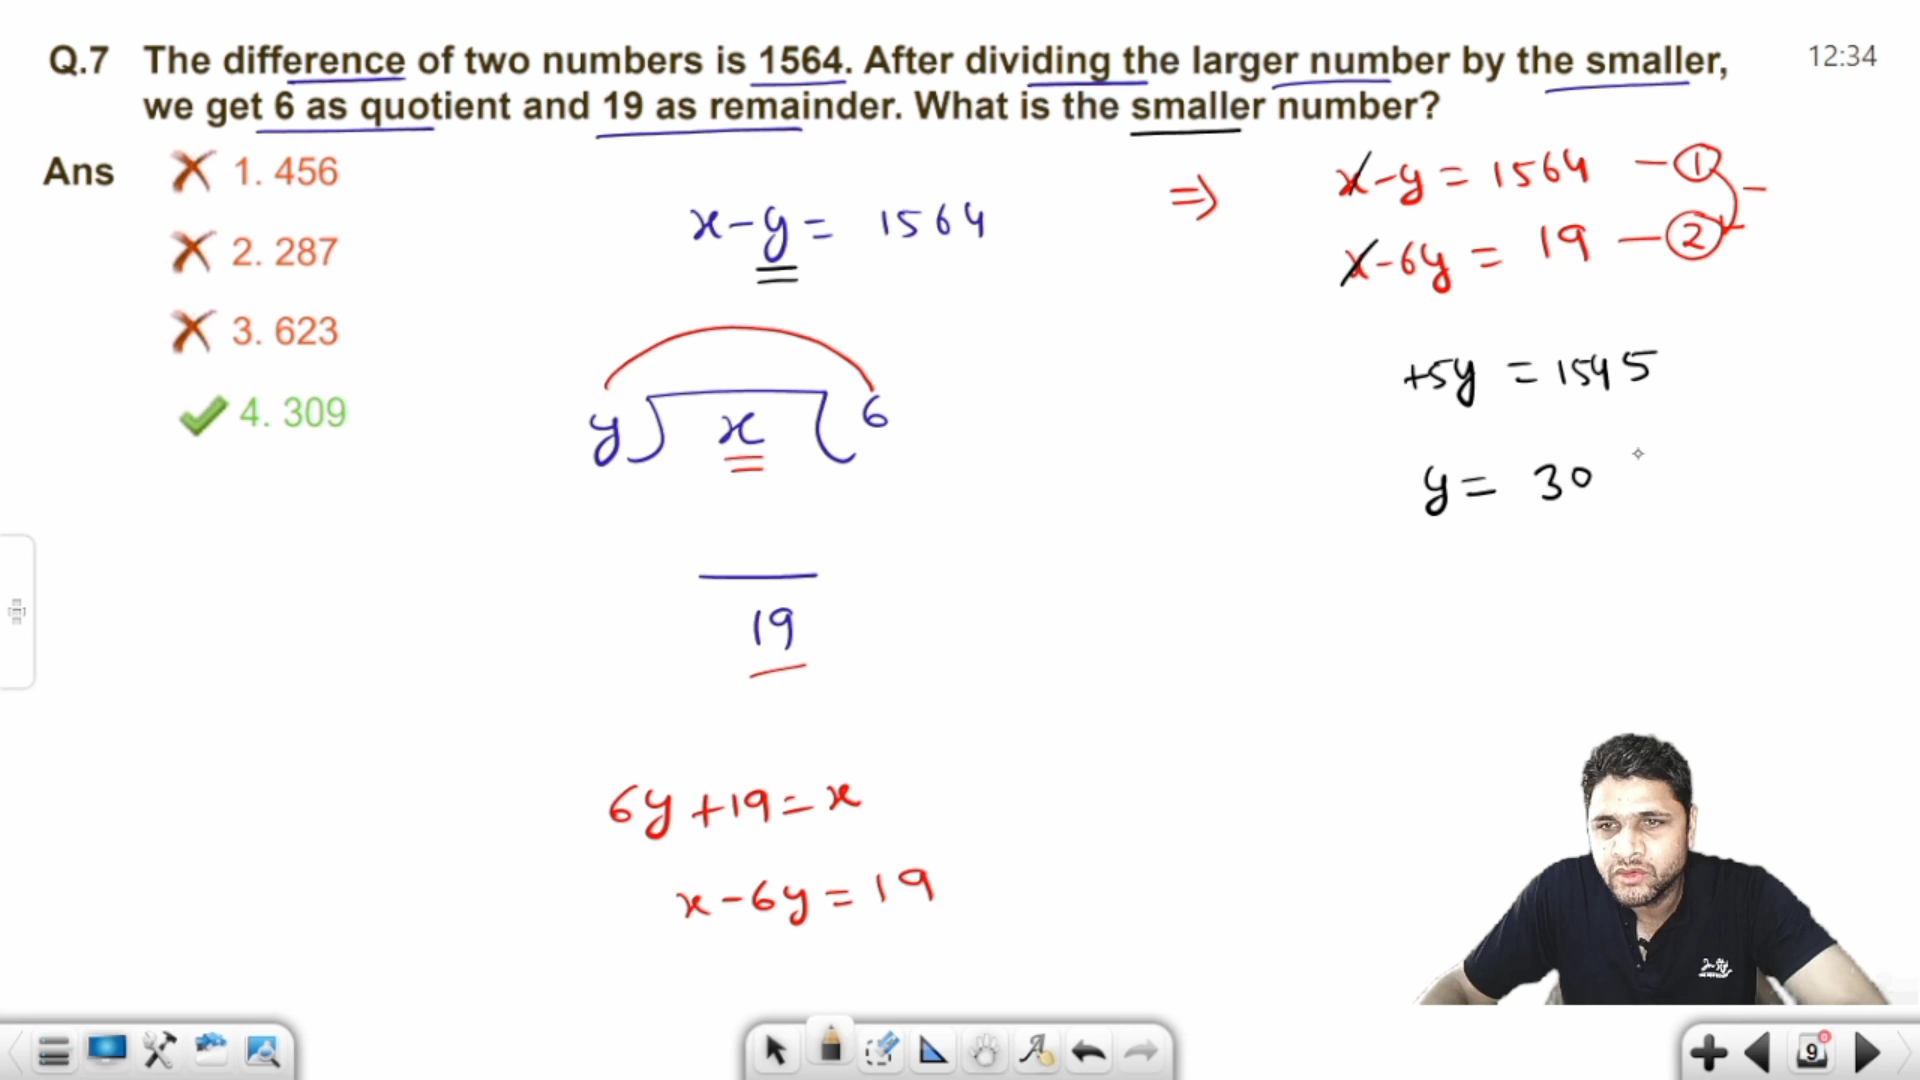 Q.7 The difference of two numbers is 1564. After dividing the larger number by the smaller,
we get 6 as quotient and 19 as remainder. What is the smaller number?
12:34
Ans 1. 456
2. 287
3. 623
4. 309
x-y = 1564
y) x ( 6
19
6y+19=x
x-6y=19
⇒ x-y = 1564 - ①
x-6y = 19 - ②
-
+5y = 1545
y = 30
9